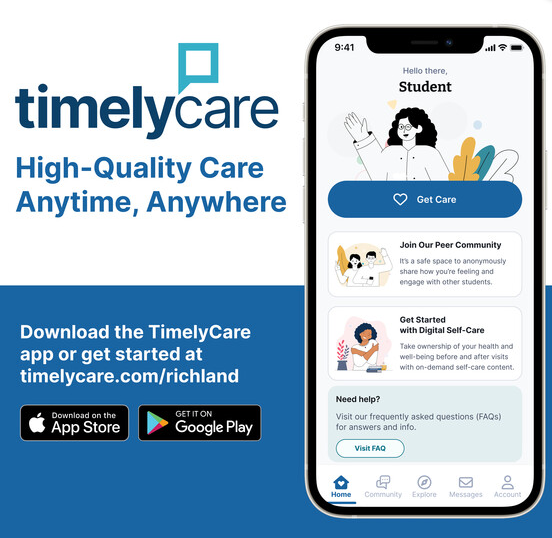 timelycare
High-Quality Care
Anytime, Anywhere
Download the TimelyCare
app or get started at
timelycare.com/richland
Download on the
App Store
GET IT ON
Google Play
9:41
Hello there,
Student
Get Care
Join Our Peer Community
It's a safe space to anonymously
share how you're feeling and
engage with other students.
Get Started
with Digital Self-Care
Take ownership of your health and
well-being before and after visits
with on-demand self-care content.
Need help?
Visit our frequently asked questions (FAQs)
for answers and info.
Visit FAQ
Home Community Explore Messages Account